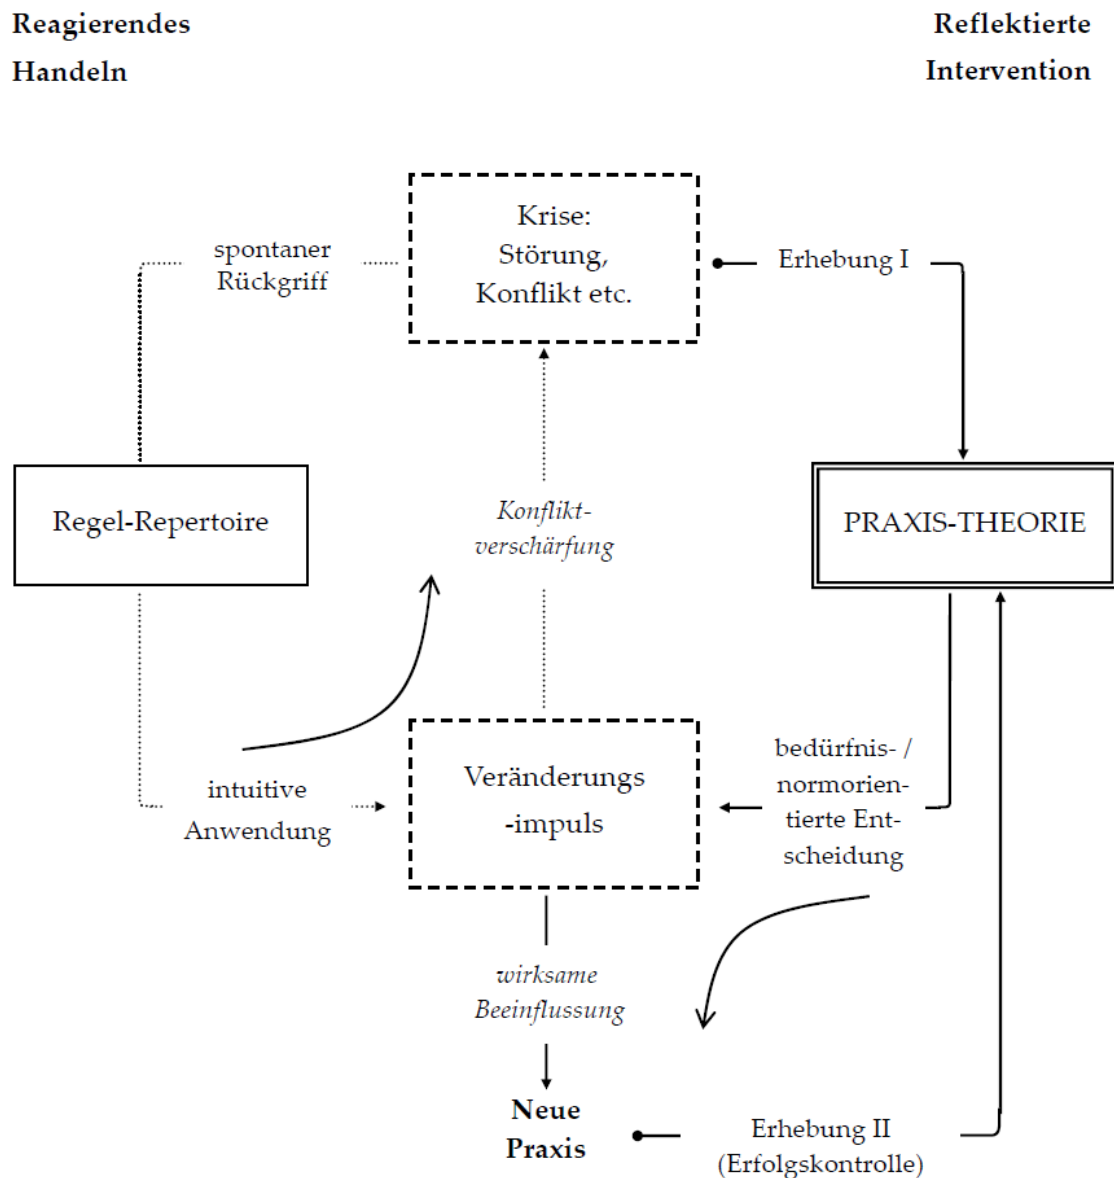 Reagierendes
Handeln
Reflektierte
Intervention
Krise:
Störung,
Konflikt etc.
spontaner
Rückgriff
Erhebung I
Regel-Repertoire
Konflikt-
verschärfung
PRAXIS-THEORIE
intuitive
Anwendung
Veränderungs
-impuls
bedürfnis- /
normorien-
tierte Ent-
scheidung
wirksame
Beeinflussung
Neue
Praxis
Erhebung II
(Erfolgskontrolle)